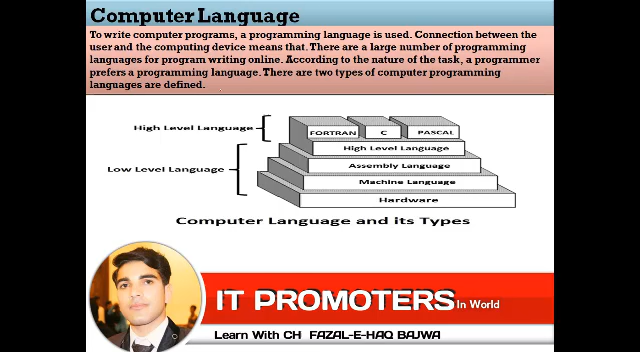 Computer Language
To write computer programs, a programming language is used. Connection between the
user and the computing device means that. There are a large number of programming
languages for program writing online. According to the nature of the task, a programmer
prefers a programming language. There are two types of computer programming
languages are defined.
High Level Language
FORTRAN C PASCAL
High Level Language
Low Level Language
Assembly Language
Machine Language
Hardware
Computer Language and its Types
IT PROMOTERS In World
Learn With CH FAZAL-E-HAQ BAJWA